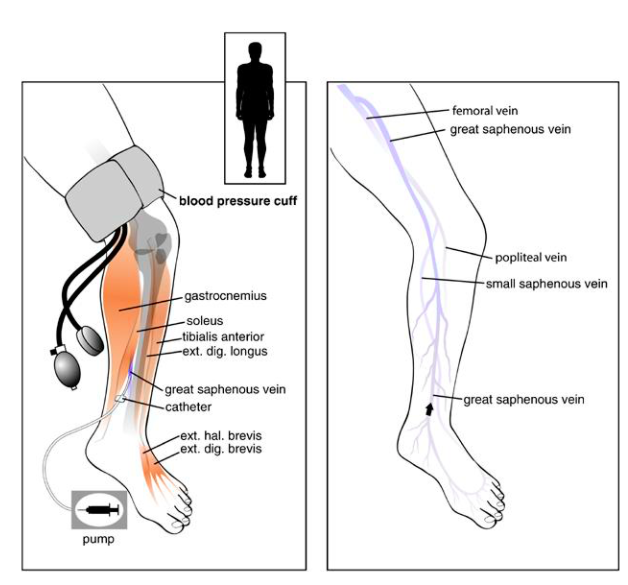 blood pressure cuff
gastrocnemius
soleus
tibialis anterior
ext. dig. longus
great saphenous vein
catheter
ext. hal. brevis
ext. dig. brevis
pump
femoral vein
great saphenous vein
popliteal vein
small saphenous vein
great saphenous vein